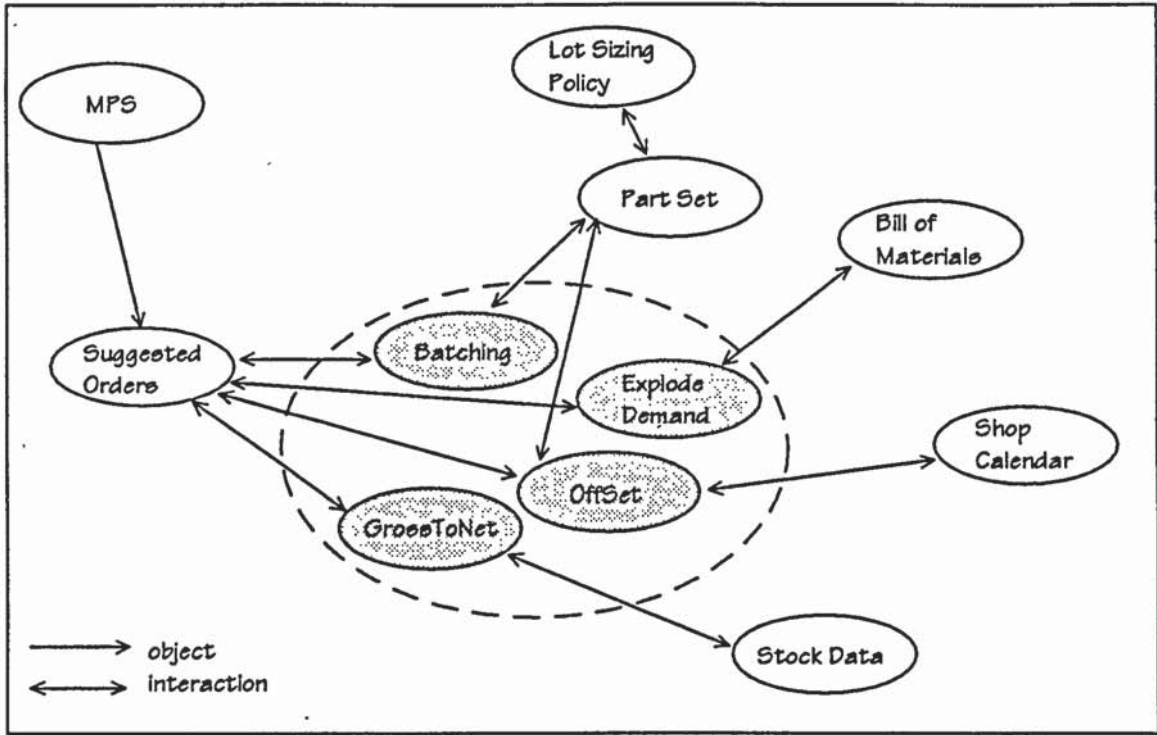 Lot Sizing
Policy
MPS
Part Set
Bill of
Materials
Suggested
Orders
Batching
Explode
Demand
Shop
Calendar
OffSet
GrossToNet
Stock Data
object
interaction